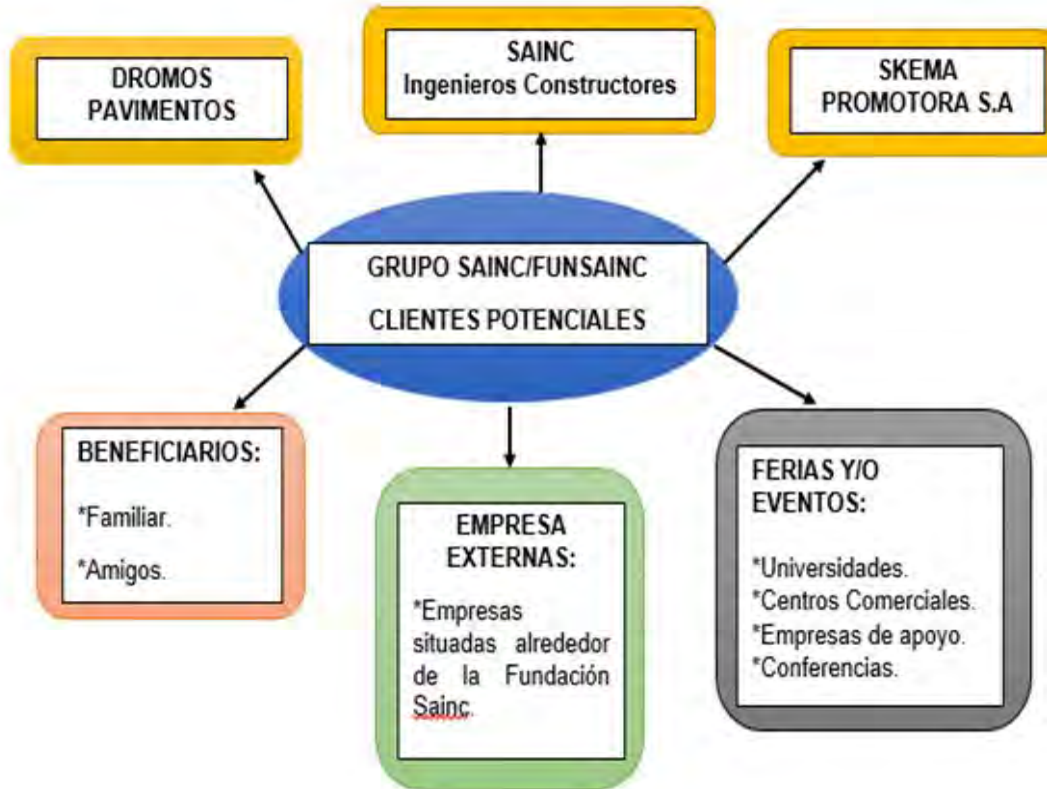 DROMOS
PAVIMENTOS
SAINC
Ingenieros Constructores
SKEMA
PROMOTORA S.A
GRUPO SAINC/FUNSAINC
CLIENTES POTENCIALES
BENEFICIARIOS:
*Familiar.
*Amigos.
EMPRESA
EXTERNAS:
*Empresas
situadas alrededor
de la Fundación
Sainc.
FERIAS Y/O
EVENTOS:
*Universidades.
*Centros Comerciales.
*Empresas de apoyo.
*Conferencias.